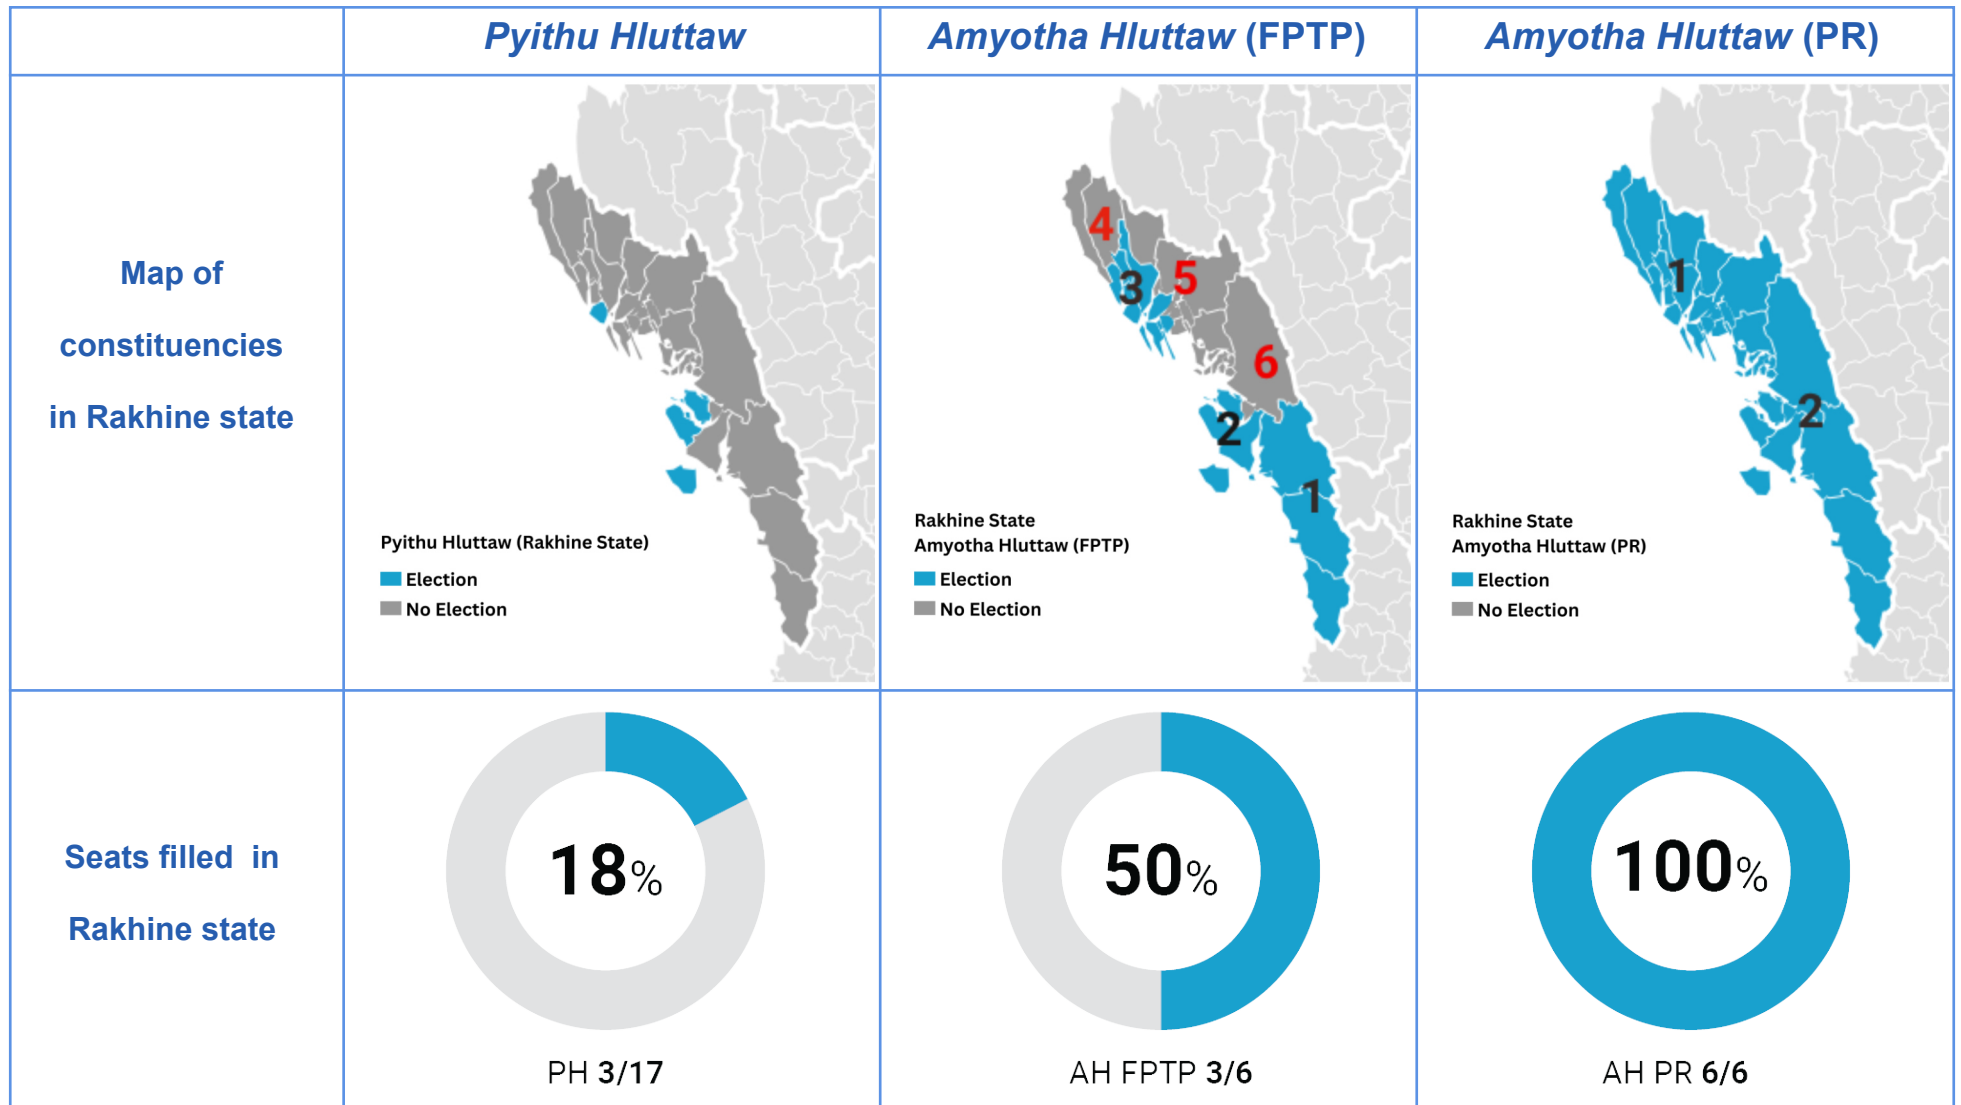 Pyithu Hluttaw
Amyotha Hluttaw (FPTP)
Amyotha Hluttaw (PR)
Map of
constituencies
in Rakhine state
Pyithu Hluttaw (Rakhine State)
Election
No Election
4
3
5
6
2
1
Rakhine State
Amyotha Hluttaw (FPTP)
Election
No Election
1
2
Rakhine State
Amyotha Hluttaw (PR)
Election
No Election
Seats filled in
Rakhine state
18%
PH 3/17
50%
AH FPTP 3/6
100%
AH PR 6/6